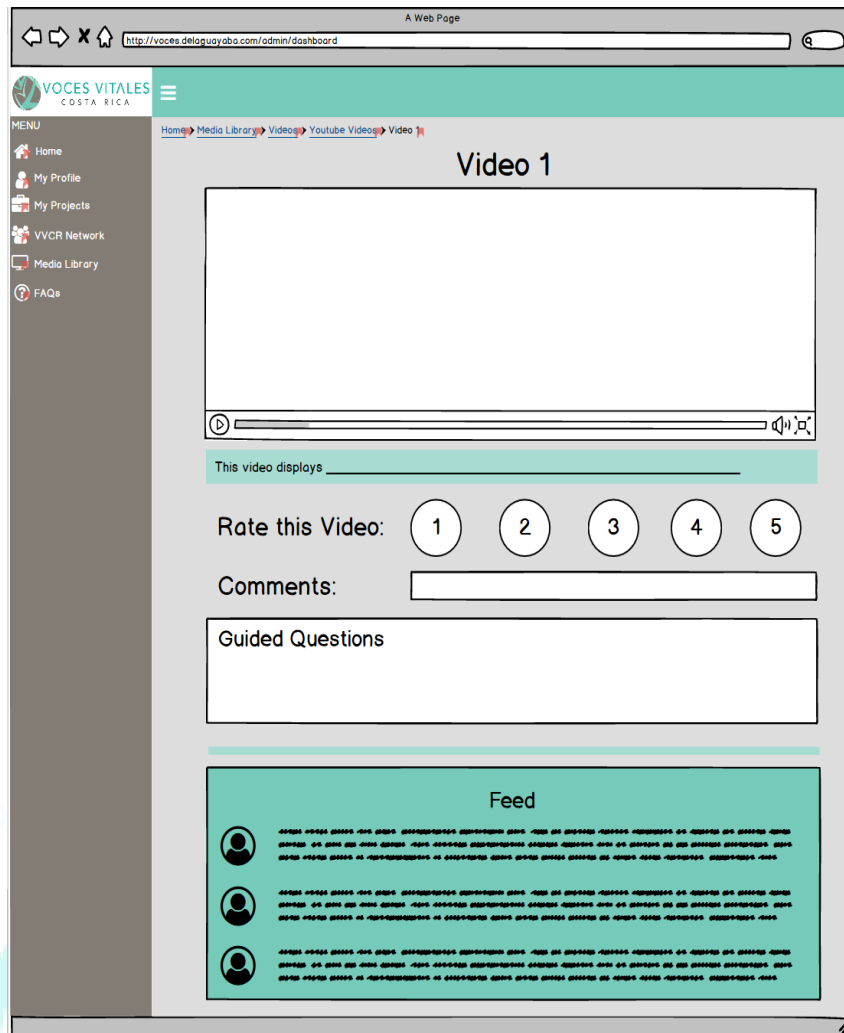 A Web Page
http://voces.delaguayaba.com/admin/dashboard
VOCES VITALES
COSTA RICA
MENU
Home
My Profile
My Projects
VVCR Network
Media Library
FAQs
Home Media Library Videos Youtube Videos Video 1
Video 1
This video displays
Rate this Video: 1 2 3 4 5
Comments:
Guided Questions
Feed